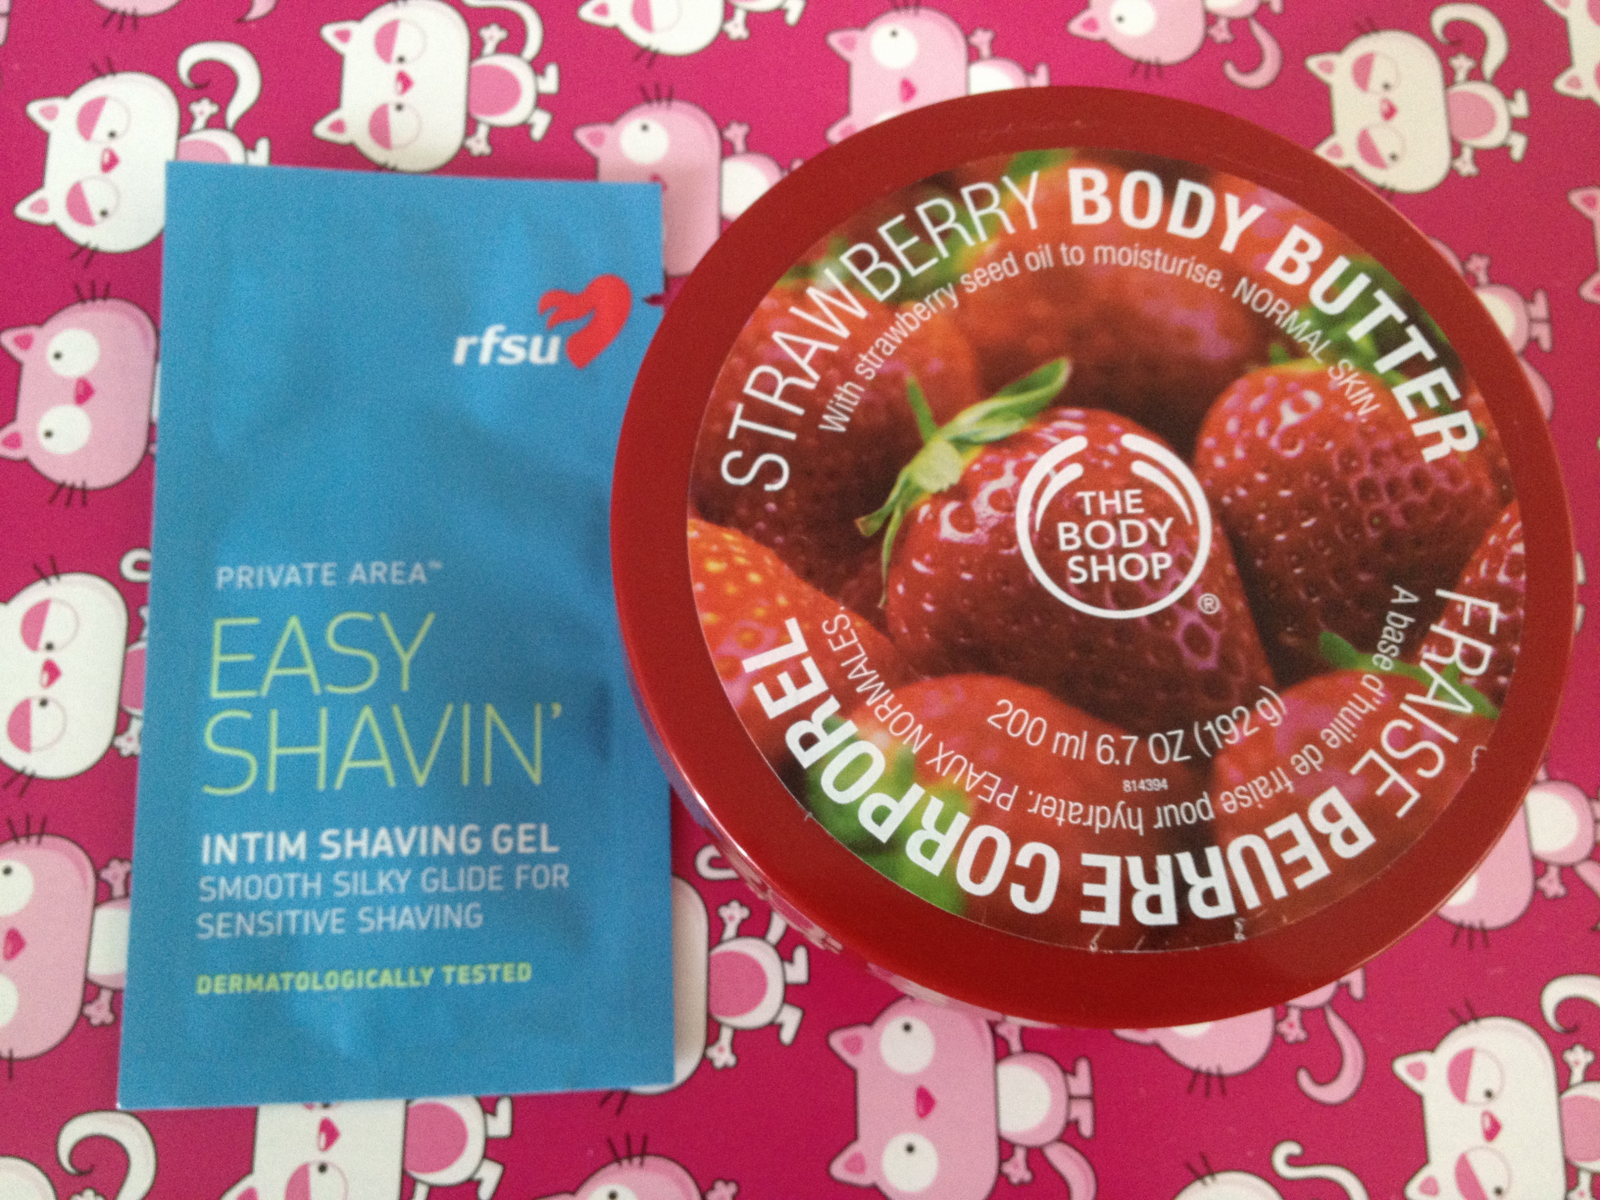 rfsu
PRIVATE AREA™
EASY
SHAVIN'
INTIM SHAVING GEL
SMOOTH SILKY GLIDE FOR
SENSITIVE SHAVING
DERMATOLOGICALLY TESTED
STRAWBERRY BODY BUTTER
With strawberry seed oil to moisturise. NORMAL SKIN.
THE
BODY
SHOP
®
200 ml 6.7 OZ (192 g)
814394
A base d'huile de fraise pour hydrater. PEAUX NORMALES.
FRAISE BEURRE CORPOREL